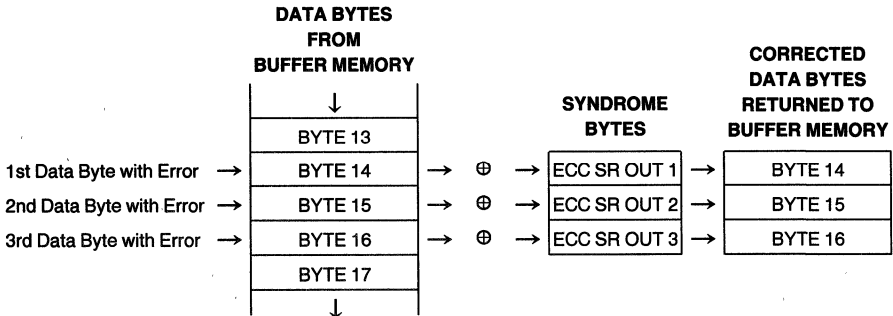 DATA BYTES
FROM
BUFFER MEMORY
SYNDROME
BYTES
CORRECTED
DATA BYTES
RETURNED TO
BUFFER MEMORY
↓
BYTE 13
1st Data Byte with Error → BYTE 14 → ⊕ → ECC SR OUT 1 → BYTE 14
2nd Data Byte with Error → BYTE 15 → ⊕ → ECC SR OUT 2 → BYTE 15
3rd Data Byte with Error → BYTE 16 → ⊕ → ECC SR OUT 3 → BYTE 16
BYTE 17
↓